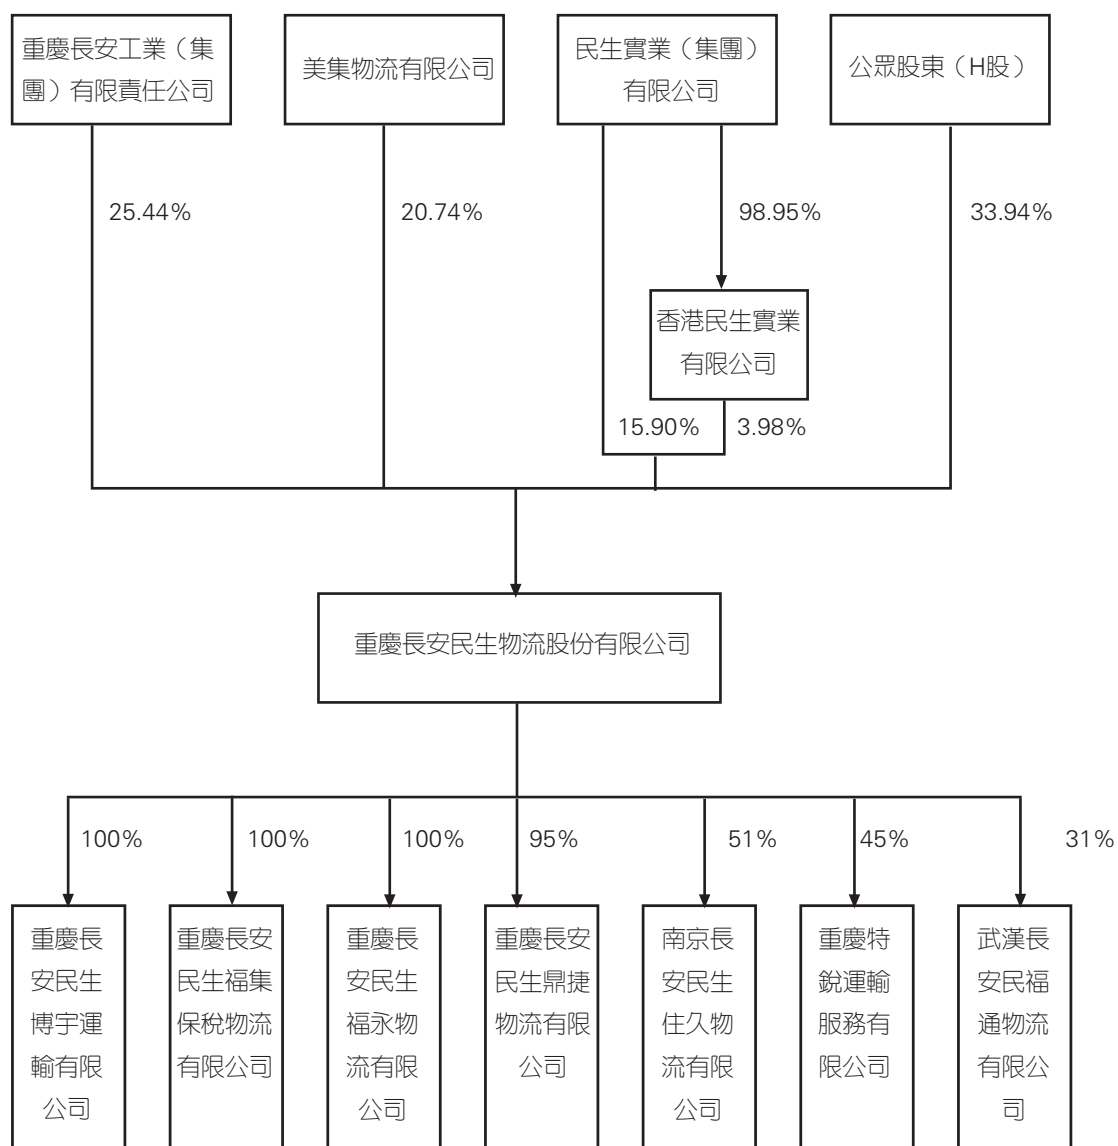 重慶長安工業（集
團）有限責任公司
美集物流有限公司
民生實業（集團）
有限公司
公眾股東（H股）
25.44%
20.74%
98.95%
33.94%
香港民生實業
有限公司
15.90%
3.98%
重慶長安民生物流股份有限公司
100%
100%
100%
95%
51%
45%
31%
重慶長
安民生
博宇運
輸有限
公司
重慶長安
民生福集
保稅物流
有限公司
重慶長
安民生
福永物
流有限
公司
重慶長安
民生鼎捷
物流有限
公司
南京長
安民生
住久物
流有限
公司
重慶特
銳運輸
服務有
限公司
武漢長
安民福
通物流
有限公
司